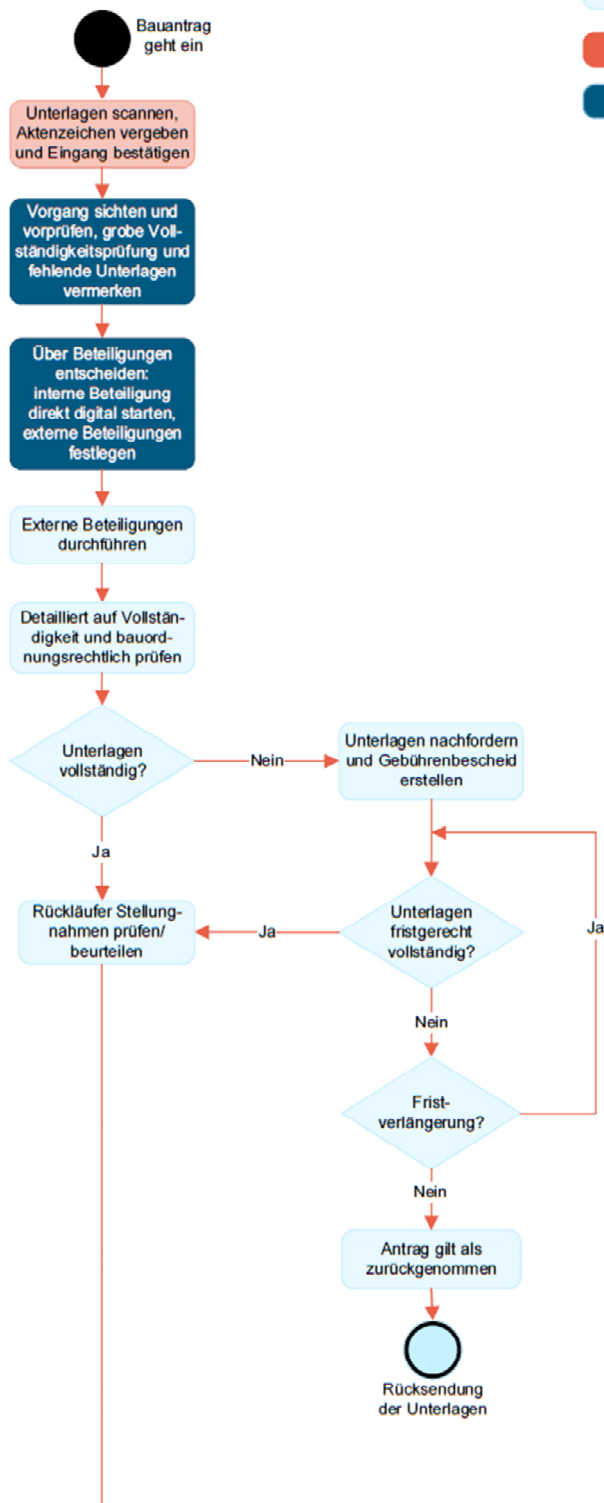 Bauantrag
geht ein
Unterlagen scannen,
Aktenzeichen vergeben
und Eingang bestätigen
Vorgang sichten und
vorprüfen, grobe Voll-
ständigkeitsprüfung und
fehlende Unterlagen
vermerken
Über Beteiligungen
entscheiden:
interne Beteiligung
direkt digital starten,
externe Beteiligungen
festlegen
Externe Beteiligungen
durchführen
Detailliert auf Vollstän-
digkeit und bauord-
nungsrechtlich prüfen
Unterlagen
vollständig?
Nein
Unterlagen nachfordern
und Gebührenbescheid
erstellen
Ja
Rückläufer Stellung-
nahmen prüfen/
beurteilen
Ja
Unterlagen
fristgerecht
vollständig?
Ja
Nein
Frist-
verlängerung?
Nein
Antrag gilt als
zurückgenommen
Rücksendung
der Unterlagen